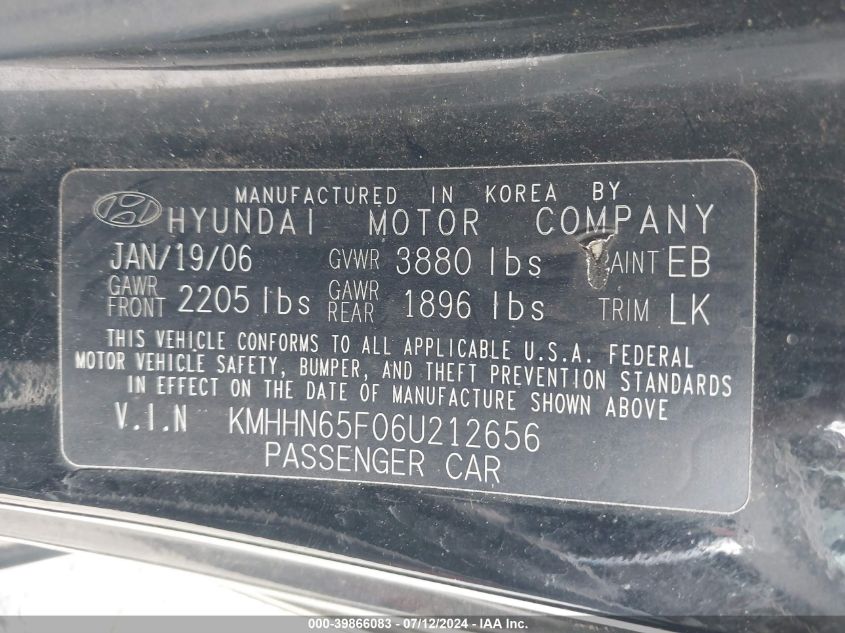 MANUFACTURED IN KOREA BY
HYUNDAI MOTOR COMPANY
JAN/19/06 GVWR 3880 lbs PAINT EB
GAWR FRONT 2205 lbs GAWR REAR 1896 lbs TRIM LK
THIS VEHICLE CONFORMS TO ALL APPLICABLE U.S.A. FEDERAL
MOTOR VEHICLE SAFETY, BUMPER, AND THEFT PREVENTION STANDARDS
IN EFFECT ON THE DATE OF MANUFACTURE SHOWN ABOVE
V.I.N KMHHN65F06U212656
PASSENGER CAR
000-39866083 - 07/12/2024 - IAA Inc.